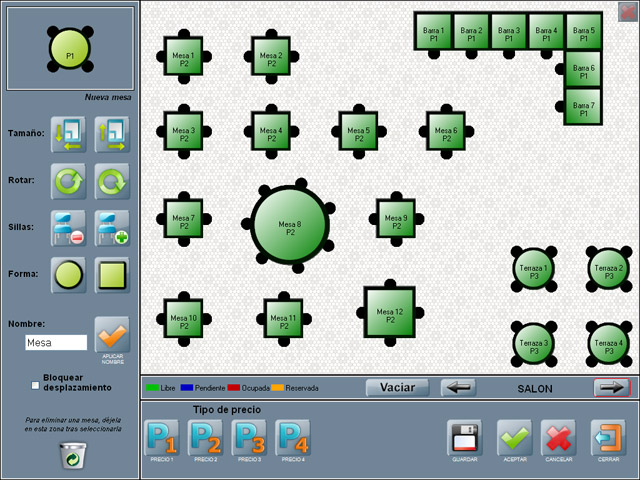 P1
Nueva mesa
Tamaño:
Rotar:
Sillas:
Forma:
Nombre:
Mesa
APLICAR
NOMBRE
Bloquear
desplazamiento
Para eliminar una mesa, déjela
en esta zona tras seleccionarla
Mesa 1
P2
Mesa 2
P2
Barra 1
P1
Barra 2
P1
Barra 3
P1
Barra 4
P1
Barra 5
P1
Barra 6
P1
Barra 7
P1
Mesa 3
P2
Mesa 4
P2
Mesa 5
P2
Mesa 6
P2
Mesa 7
P2
Mesa 8
P2
Mesa 9
P2
Terraza 1
P3
Terraza 2
P3
Mesa 10
P2
Mesa 11
P2
Mesa 12
P2
Terraza 3
P3
Terraza 4
P3
Libre
Pendiente
Ocupada
Reservada
Vaciar
SALON
Tipo de precio
P1
PRECIO 1
P2
PRECIO 2
P3
PRECIO 3
P4
PRECIO 4
GUARDAR
ACEPTAR
CANCELAR
CERRAR